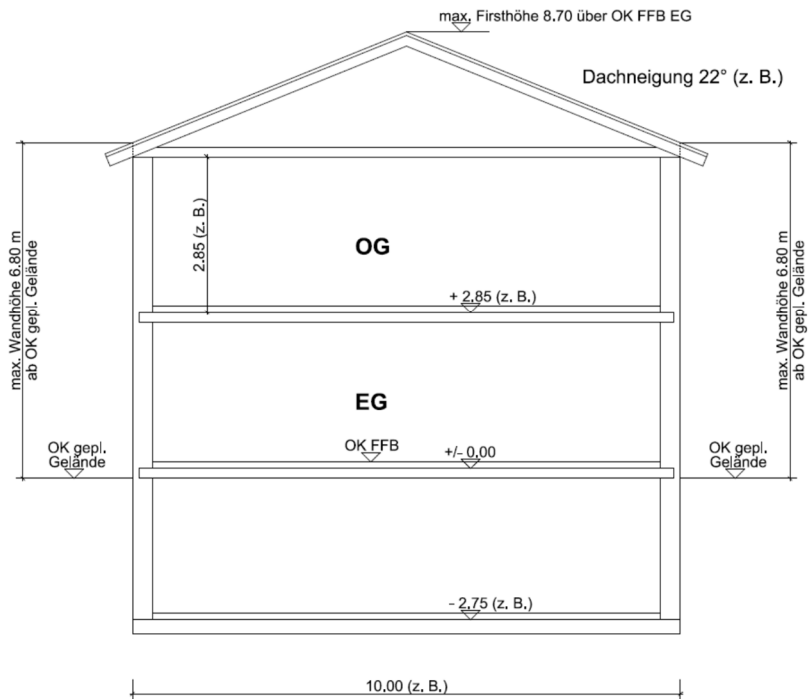 max. Firsthöhe 8.70 über OK FFB EG
Dachneigung 22° (z. B.)
max. Wandhöhe 6.80 m
ab OK gepl. Gelände
2.85 (z. B.)
OG
+ 2.85 (z. B.)
max. Wandhöhe 6.80 m
ab OK gepl. Gelände
EG
OK gepl.
Gelände
OK FFB
+/- 0.00
OK gepl.
Gelände
- 2.75 (z. B.)
10.00 (z. B.)